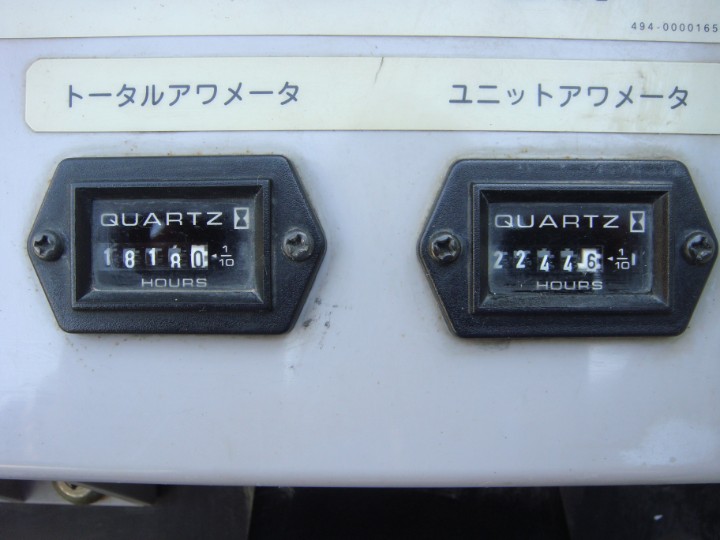 494-0000165
トータルアワメータ
ユニットアワメータ
QUARTZ
18180 1/10
HOURS
QUARTZ
22446 1/10
HOURS